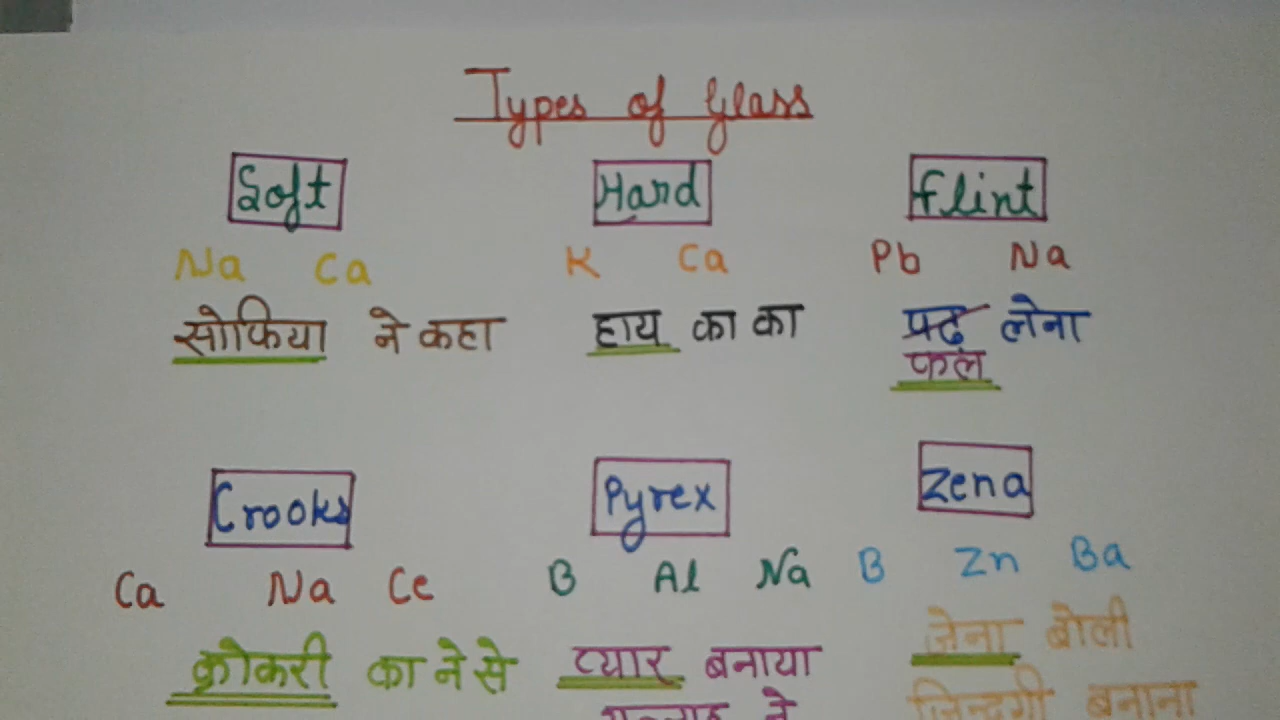 Types of Glass
Soft Hard Flint
Na Ca K Ca Pb Na
सोफिया ने कहा हाय का का प्रढ लेना
फल
Crooks Pyrex Zena
Ca Na Ce B Al Na B Zn Ba
क्रोकरी का ने से प्यार बनाया जेना बोली
ने जिन्दगी बनाना